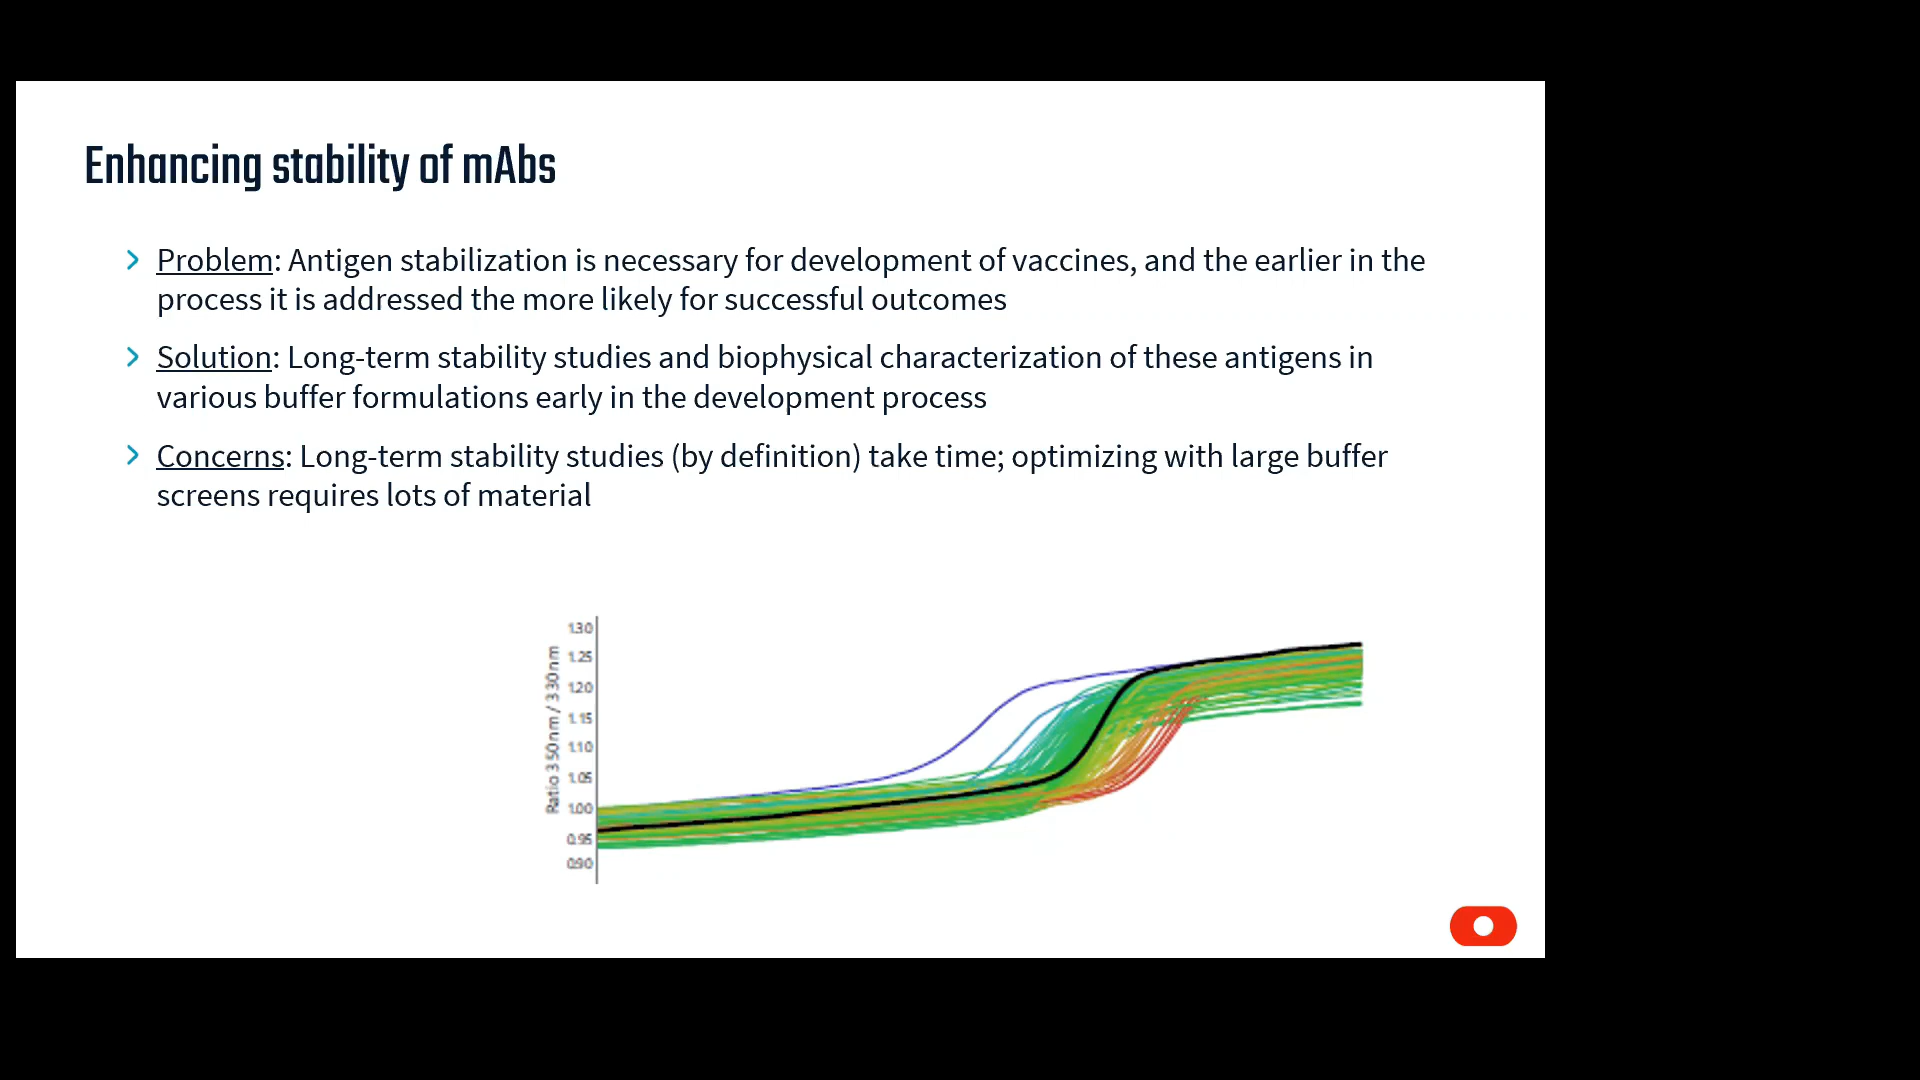 Enhancing stability of mAbs
Problem: Antigen stabilization is necessary for development of vaccines, and the earlier in the
process it is addressed the more likely for successful outcomes
Solution: Long-term stability studies and biophysical characterization of these antigens in
various buffer formulations early in the development process
Concerns: Long-term stability studies (by definition) take time; optimizing with large buffer
screens requires lots of material
Ratio 350nm / 330nm
1.30
1.25
1.20
1.15
1.10
1.05
1.00
0.95
0.90